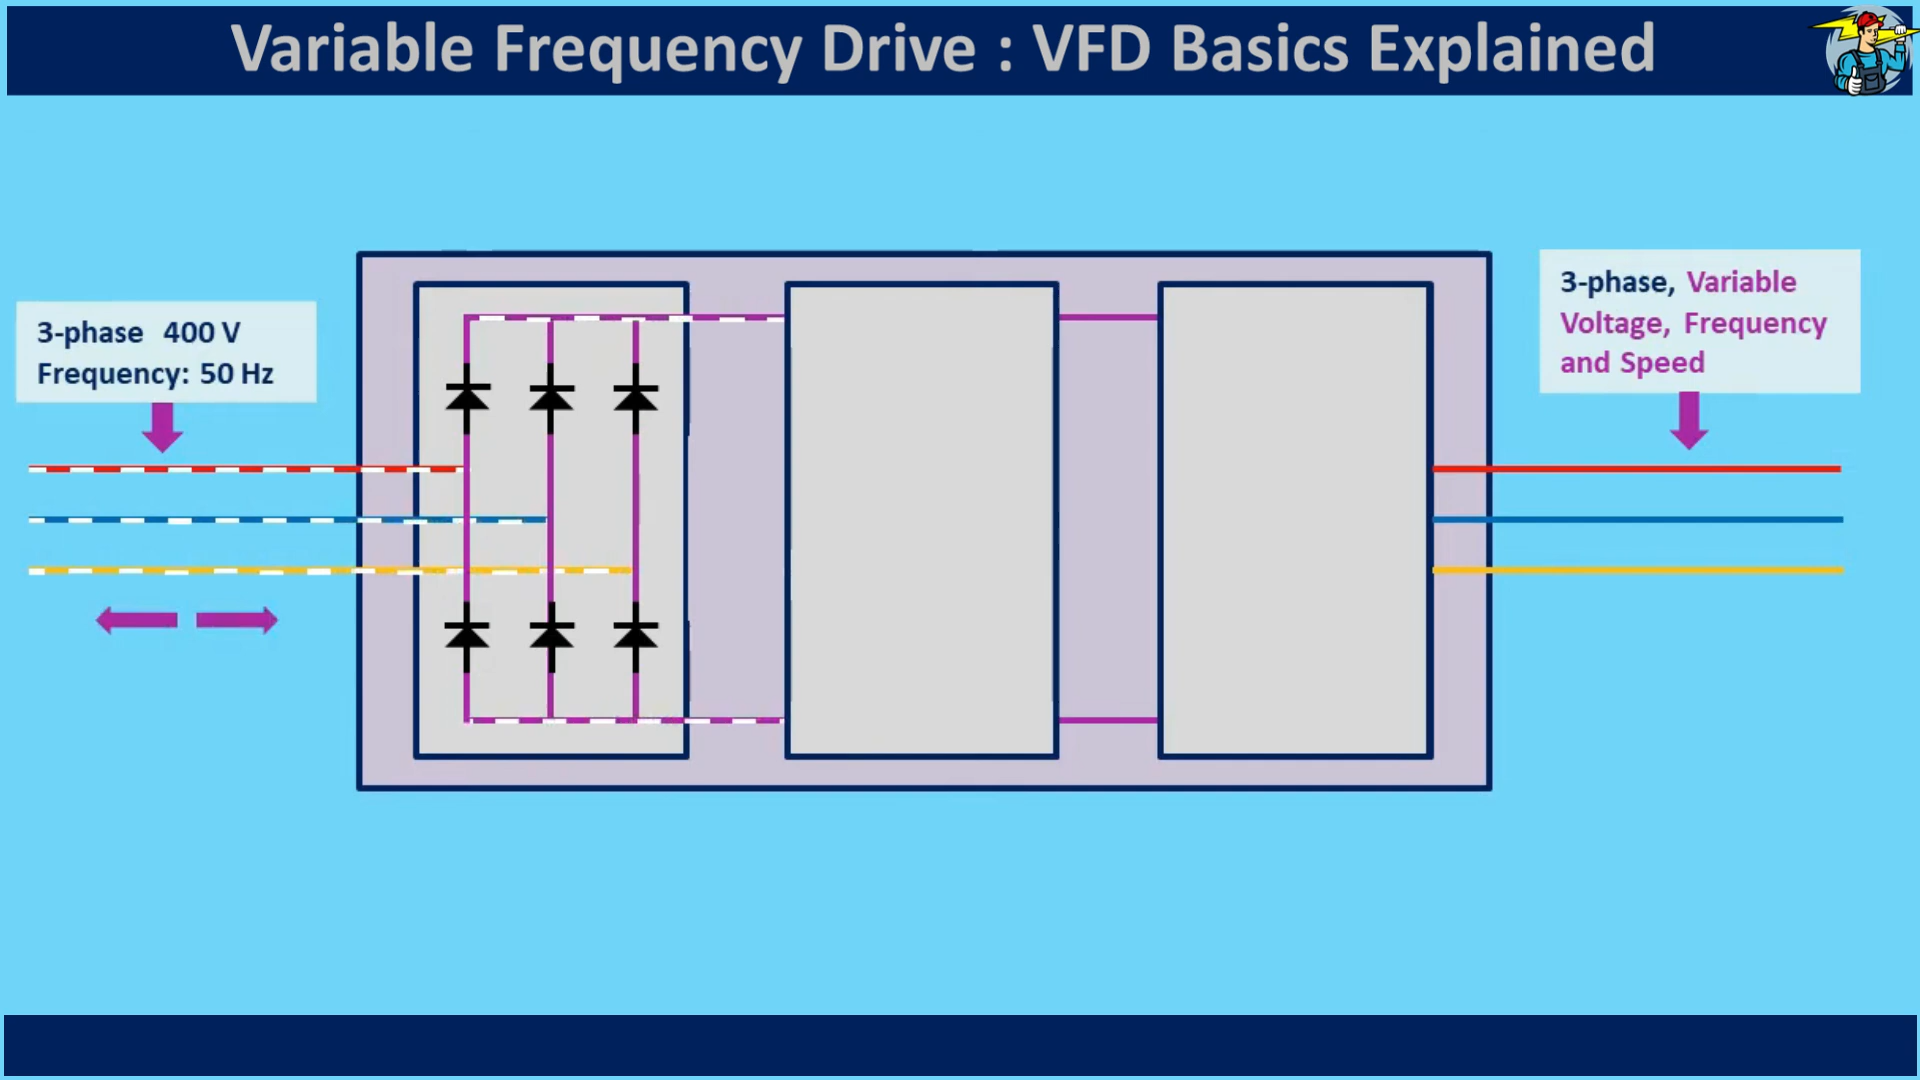 Variable Frequency Drive : VFD Basics Explained
3-phase 400 V
Frequency: 50 Hz
3-phase, Variable
Voltage, Frequency
and Speed